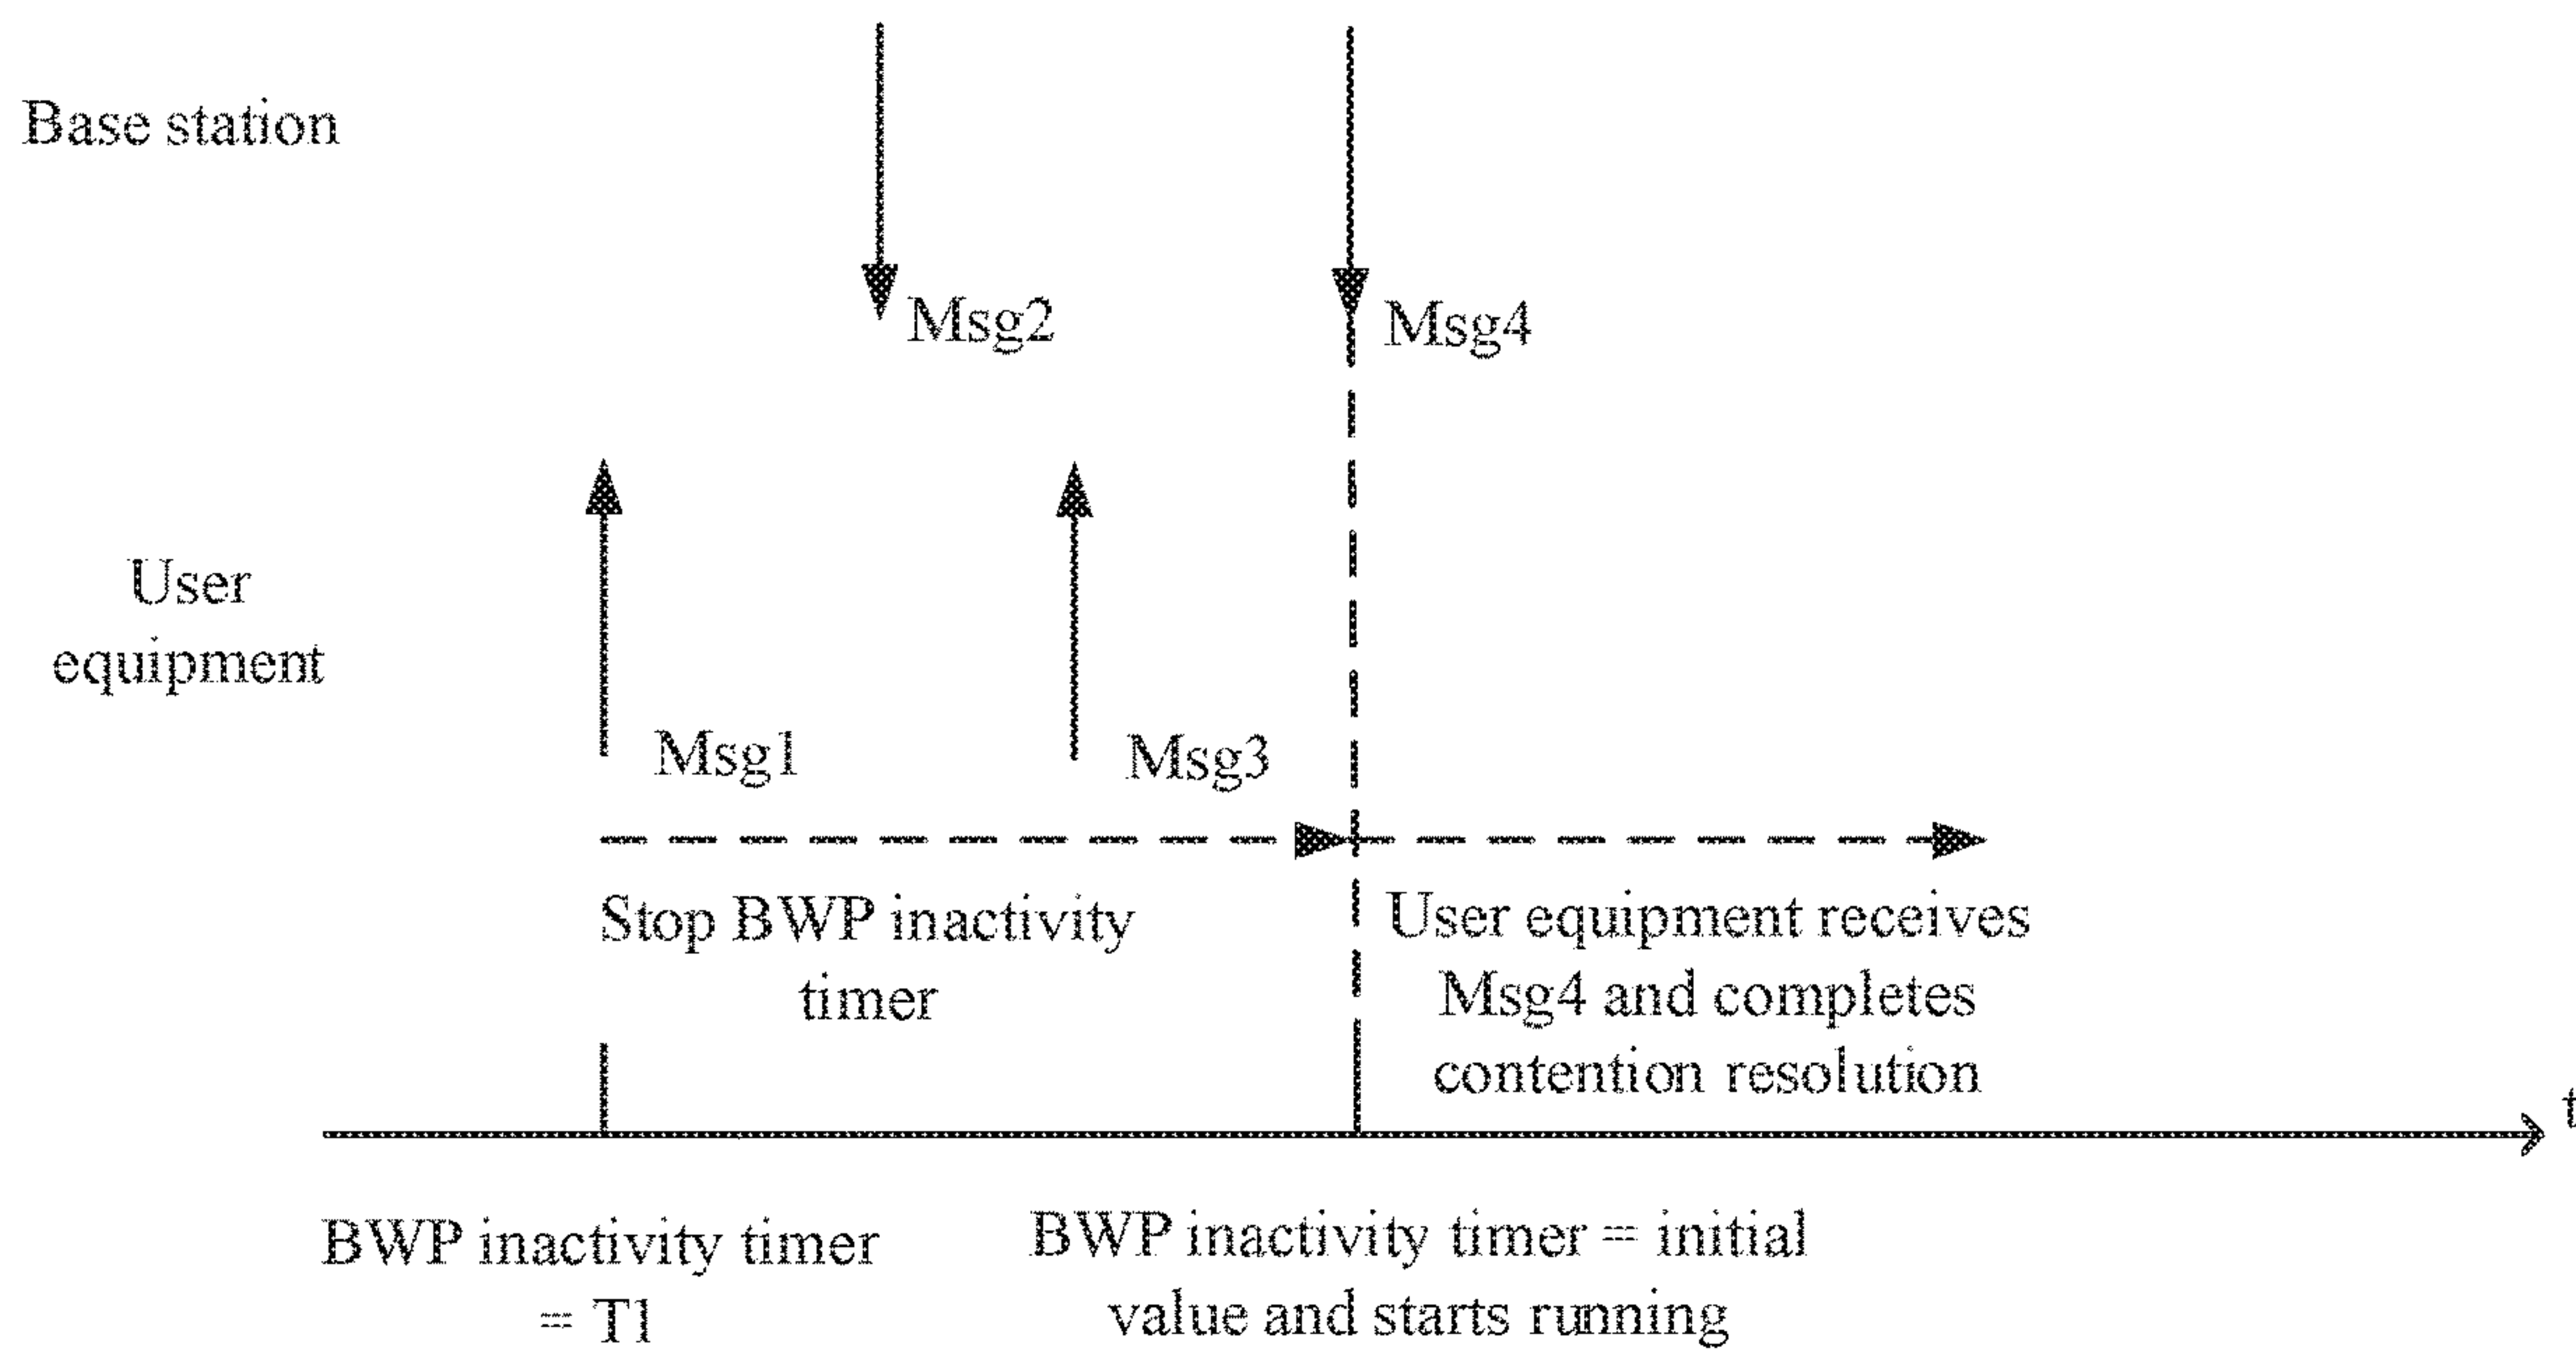 Base station
Msg2
Msg4
User
equipment
Msg1
Msg3
Stop BWP inactivity
timer
User equipment receives
Msg4 and completes
contention resolution
t
BWP inactivity timer
= T1
BWP inactivity timer = initial
value and starts running